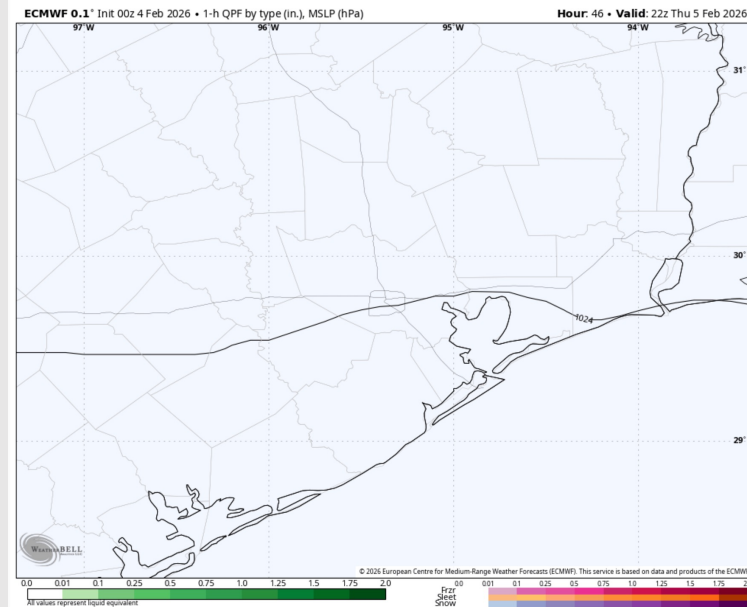 ECMWF 0.1° Init 00z 4 Feb 2026 • 1-h QPF by type (in.), MSLP (hPa) Hour: 46 • Valid: 22z Thu 5 Feb 2026
97°W 96°W 95°W 94°W
31°
30°
1024
29°
WeatherBELL
© 2026 European Centre for Medium-Range Weather Forecasts (ECMWF). This service is based on data and products of the ECMWF
0.0 0.01 0.1 0.25 0.5 0.75 1.0 1.25 1.5 1.75 2.0
All values represent liquid equivalent
0.0 0.01 0.1 0.25 0.5 0.75 1.0 1.25 1.5 1.75
Frzr
Sleet
Snow